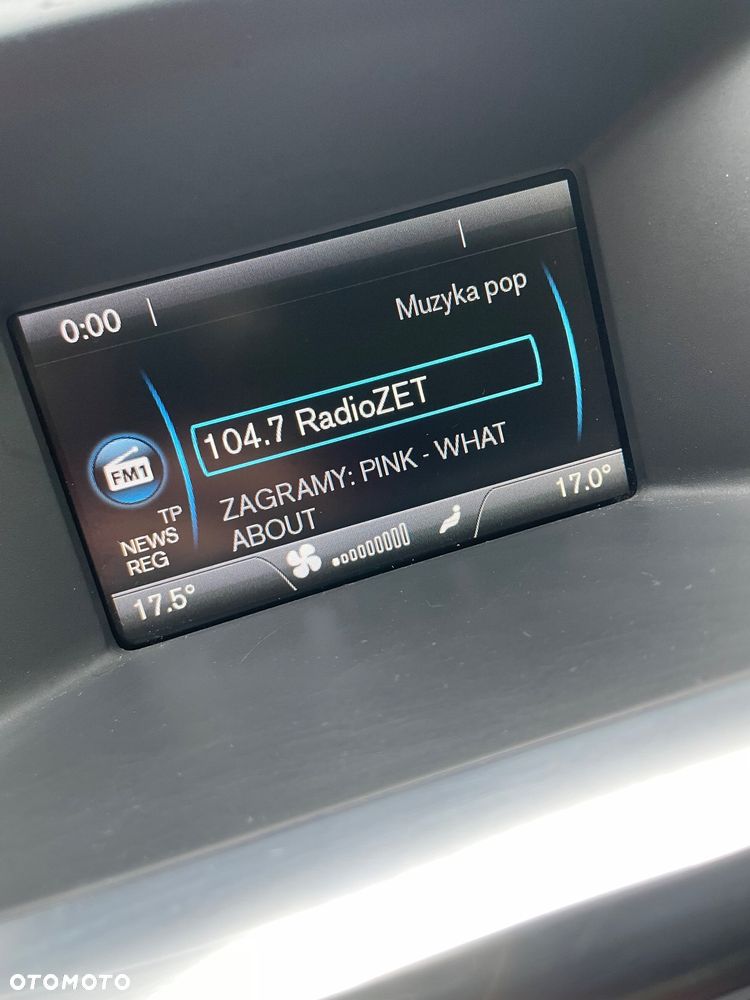 0:00
Muzyka pop
104.7 RadioZET
FM1
ZAGRAMY: PINK - WHAT
ABOUT
TP
NEWS
REG
17.5°
17.0°
OTOMOTO